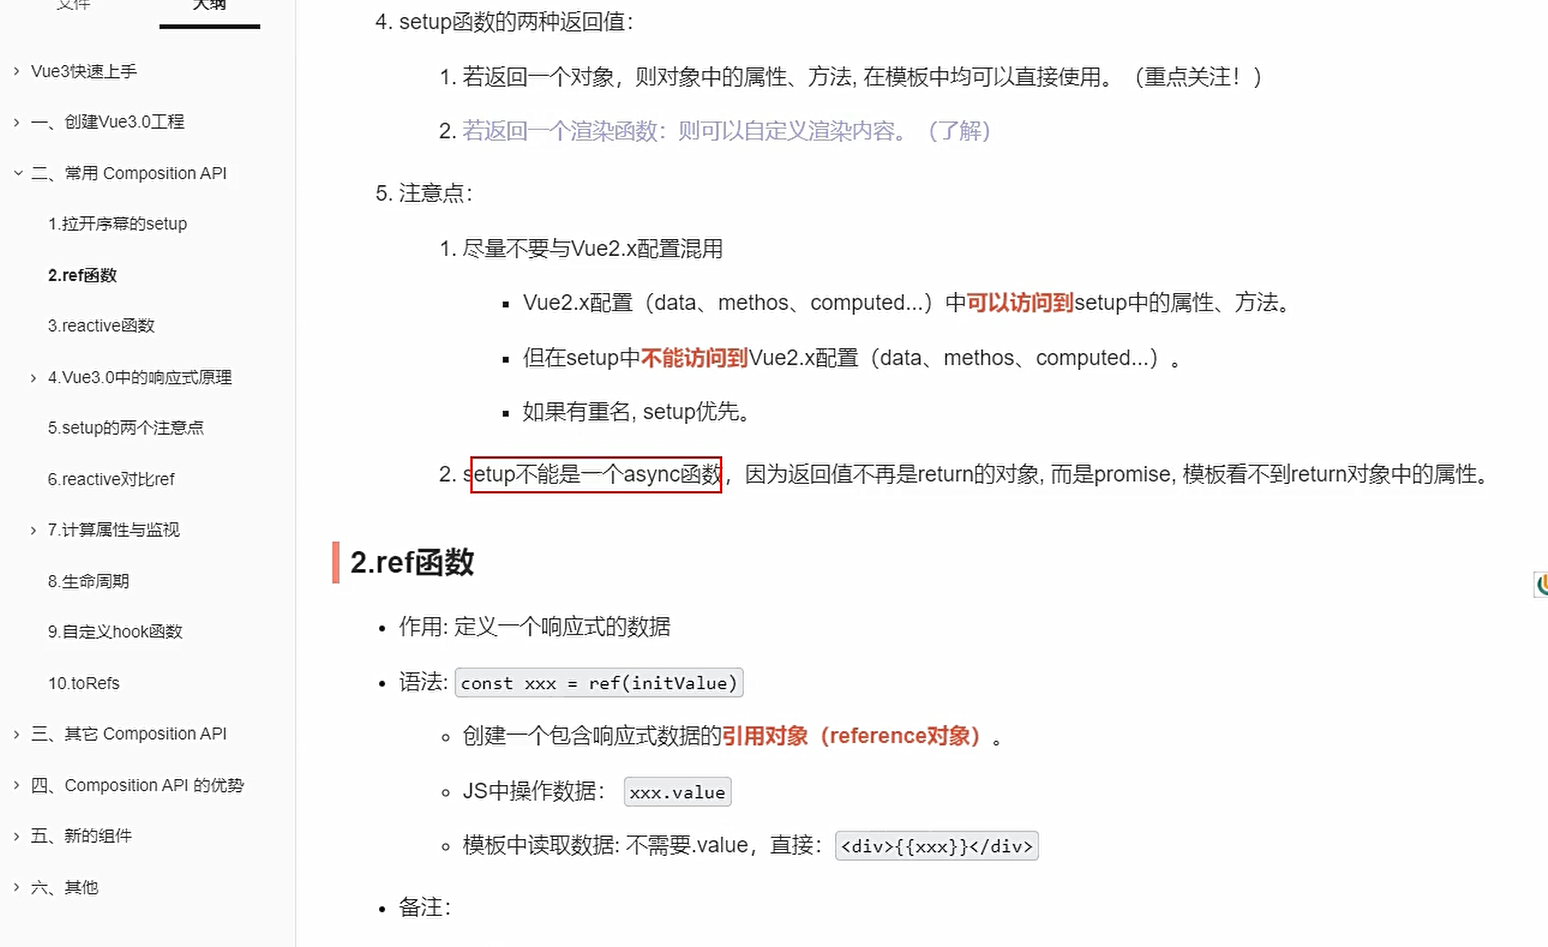 文件
大纲
Vue3快速上手
一、创建Vue3.0工程
二、常用 Composition API
1.拉开序幕的setup
2.ref函数
3.reactive函数
4.Vue3.0中的响应式原理
5.setup的两个注意点
6.reactive对比ref
7.计算属性与监视
8.生命周期
9.自定义hook函数
10.toRefs
三、其它 Composition API
四、Composition API 的优势
五、新的组件
六、其他
4. setup函数的两种返回值：
1. 若返回一个对象，则对象中的属性、方法, 在模板中均可以直接使用。（重点关注！）
2. 若返回一个渲染函数：则可以自定义渲染内容。（了解）
5. 注意点：
1. 尽量不要与Vue2.x配置混用
Vue2.x配置（data、methos、computed...）中可以访问到setup中的属性、方法。
但在setup中不能访问到Vue2.x配置（data、methos、computed...）。
如果有重名, setup优先。
2. setup不能是一个async函数，因为返回值不再是return的对象, 而是promise, 模板看不到return对象中的属性。
2.ref函数
作用: 定义一个响应式的数据
语法: const xxx = ref(initValue)
创建一个包含响应式数据的引用对象（reference对象）。
JS中操作数据： xxx.value
模板中读取数据: 不需要.value，直接： <div>{{xxx}}</div>
备注：